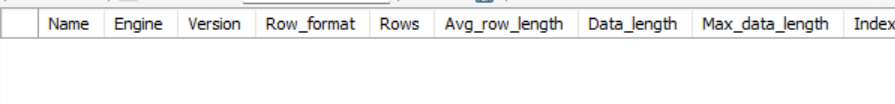 Name Engine Version Row_format Rows Avg_row_length Data_length Max_data_length Index